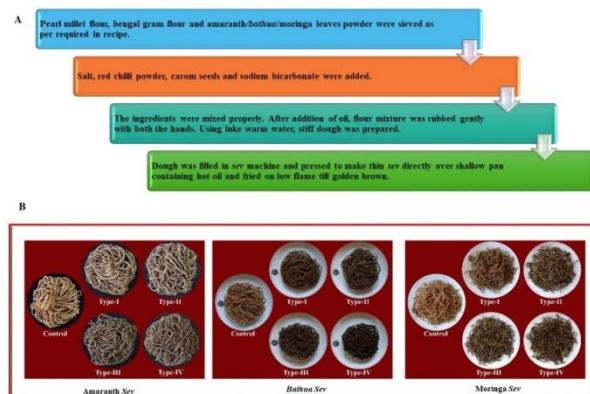 A
Pearl millet flour, bengal gram flour and amaranth/bathua/moringa leaves powder were sieved as
per required in recipe.
Salt, red chilli powder, carom seeds and sodium bicarbonate were added.
The ingredients were mixed properly. After addition of oil, flour mixture was rubbed gently
with both the hands. Using luke warm water, stiff dough was prepared.
Dough was filled in sev machine and pressed to make thin sev directly over shallow pan
containing hot oil and fried on low flame till golden brown.
B
Control
Type-I
Type-II
Type-III
Type-IV
Amaranth Sev
Control
Type-I
Type-II
Type-III
Type-IV
Bathua Sev
Control
Type-I
Type-II
Type-III
Type-IV
Moringa Sev